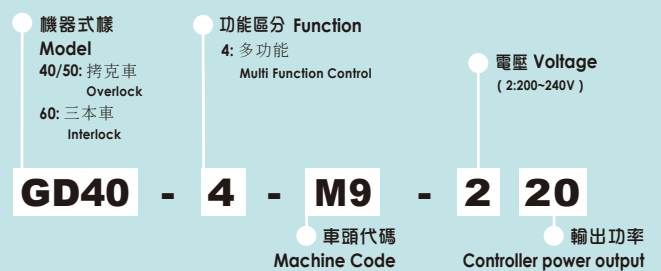 機器式樣
Model
40/50: 拷克車
Overlock
60: 三本車
Interlock
功能區分 Function
4: 多功能
Multi Function Control
電壓 Voltage
( 2:200~240V )
GD40 - 4 - M9 - 2 20
車頭代碼
Machine Code
輸出功率
Controller power output